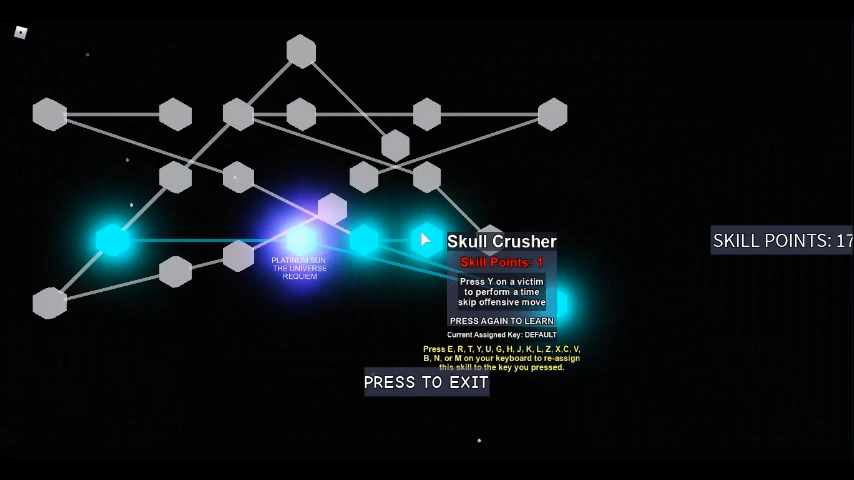 SKILL POINTS: 17
Skull Crusher
Skill Points: 1
PLATINUM SUN:
THE UNIVERSE
REQUIEM
Press Y on a victim
to perform a time
skip offensive move
PRESS AGAIN TO LEARN
Current Assigned Key: DEFAULT
Press E, R, T, Y, U, G, H, J, K, L, Z, X.C, V,
B, N, or M on your keyboard to re-assign
this skill to the key you pressed.
PRESS TO EXIT